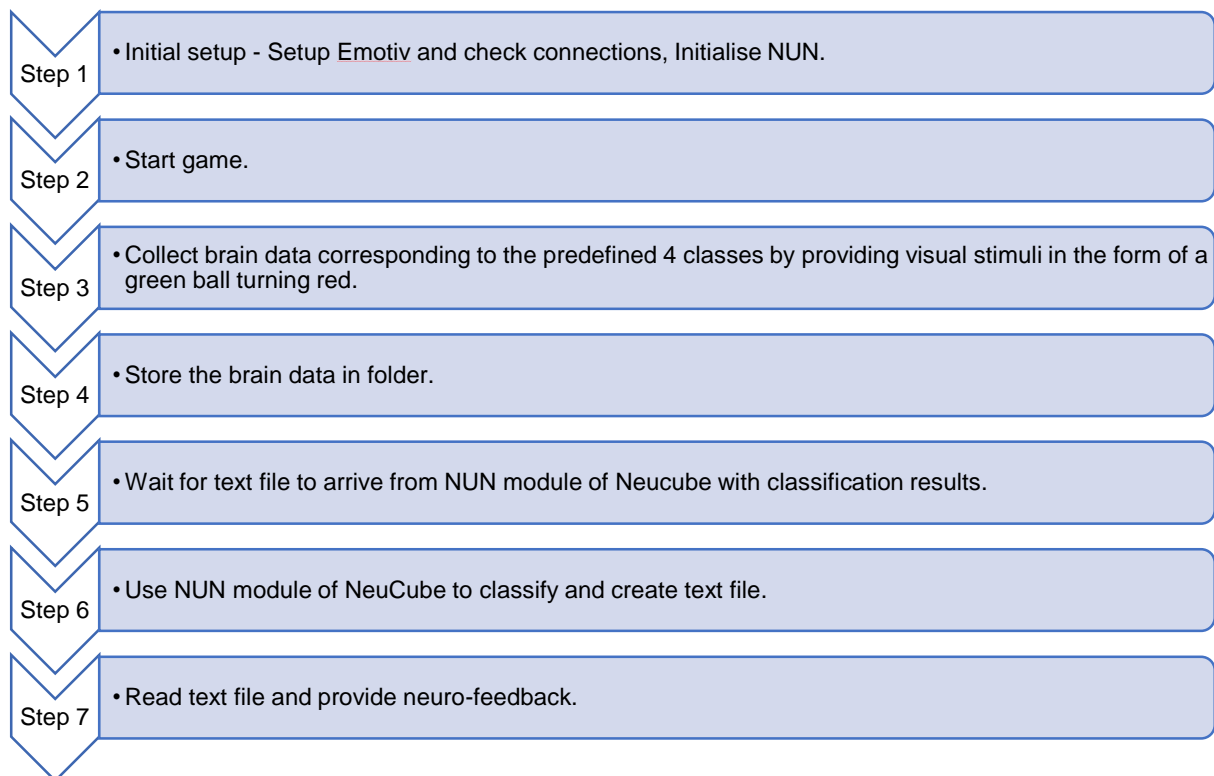 Step 1
• Initial setup - Setup Emotiv and check connections, Initialise NUN.
Step 2
• Start game.
Step 3
• Collect brain data corresponding to the predefined 4 classes by providing visual stimuli in the form of a
green ball turning red.
Step 4
• Store the brain data in folder.
Step 5
• Wait for text file to arrive from NUN module of Neucube with classification results.
Step 6
• Use NUN module of NeuCube to classify and create text file.
Step 7
• Read text file and provide neuro-feedback.